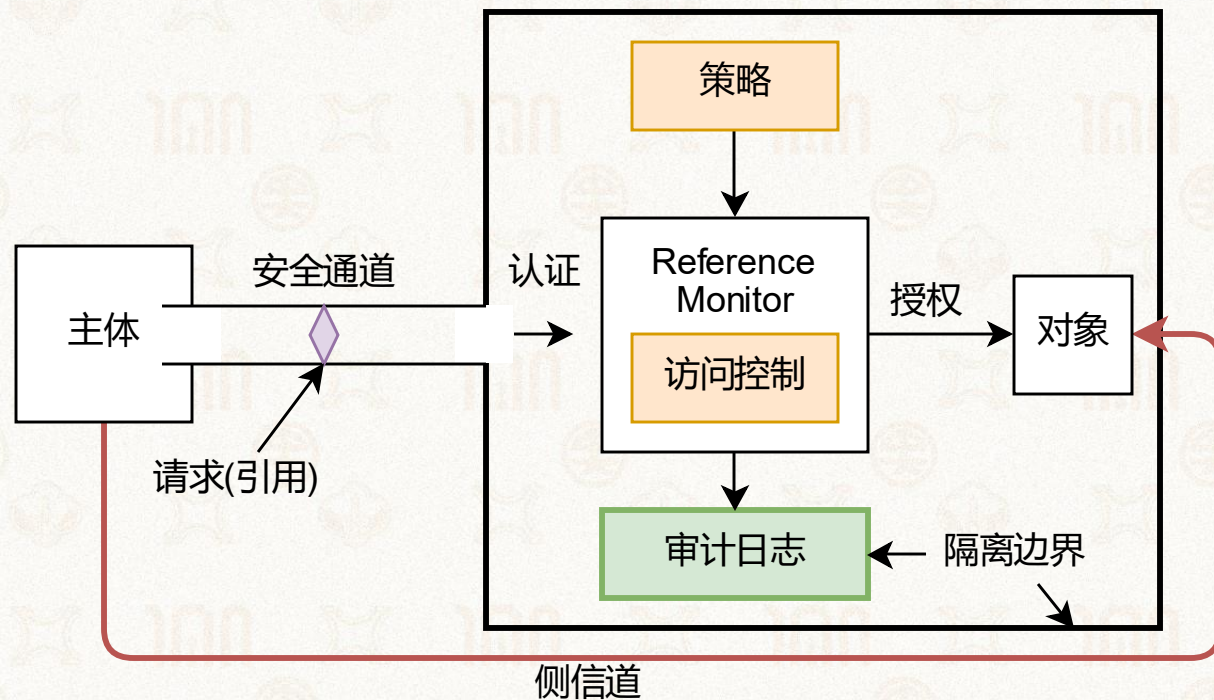 策略
安全通道
认证
Reference
Monitor
授权
主体
对象
访问控制
请求(引用)
审计日志
隔离边界
侧信道